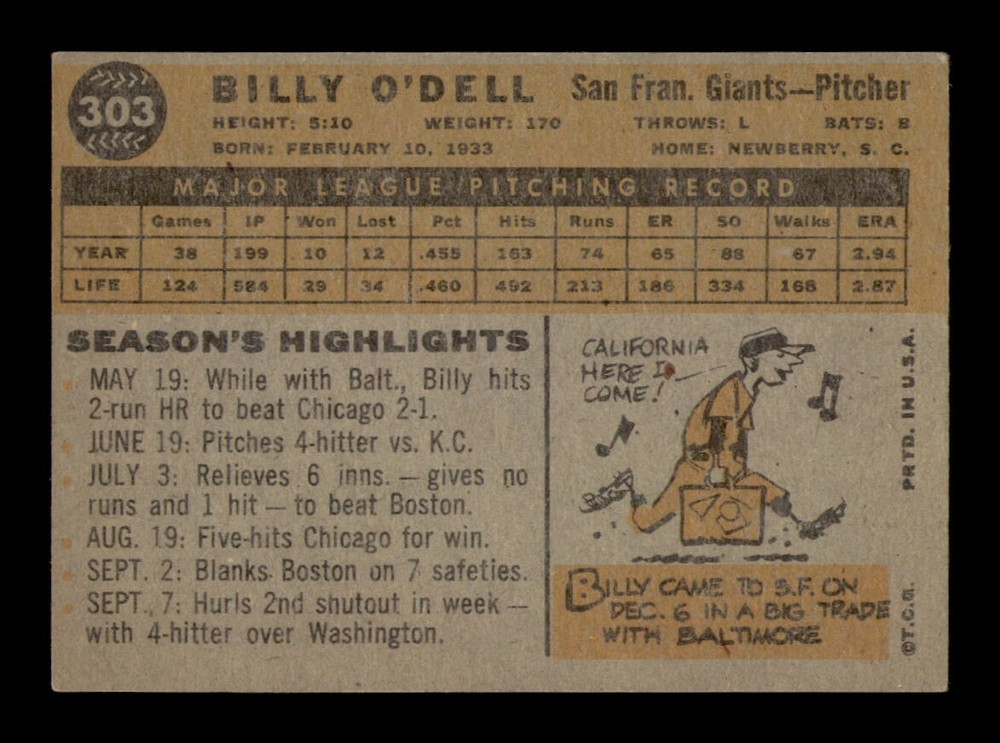 303
BILLY O'DELL San Fran. Giants—Pitcher
HEIGHT: 5:10 WEIGHT: 170 THROWS: L BATS: B
BORN: FEBRUARY 10, 1933 HOME: NEWBERRY, S. C.
MAJOR LEAGUE PITCHING RECORD
Games IP Won Lost Pct Hits Runs ER SO Walks ERA
YEAR 38 199 10 12 .455 163 74 65 88 67 2.94
LIFE 124 584 29 34 .460 492 213 186 334 168 2.87
SEASON'S HIGHLIGHTS
MAY 19: While with Balt., Billy hits
2-run HR to beat Chicago 2-1.
JUNE 19: Pitches 4-hitter vs. K.C.
JULY 3: Relieves 6 inns. — gives no
runs and 1 hit — to beat Boston.
AUG. 19: Five-hits Chicago for win.
SEPT. 2: Blanks Boston on 7 safeties.
SEPT. 7: Hurls 2nd shutout in week —
with 4-hitter over Washington.
CALIFORNIA
HERE I
COME!
BILLY CAME TO S.F. ON
DEC. 6 IN A BIG TRADE
WITH BALTIMORE
©T.C.G. PRTD. IN U.S.A.